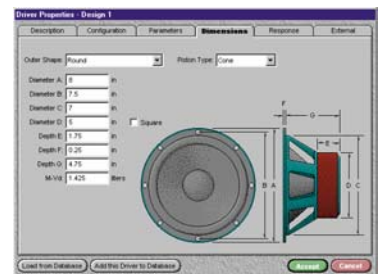 Driver Properties - Design 1
Description Configuration Parameters Dimensions Response External
Outer Shape: Round Piston Type: Cone
Diameter A: 8 in
Diameter B: 7.5 in
Diameter C: 7 in
Diameter D: 5 in Square
Depth E: 1.75 in
Depth F: 0.25 in
Depth G: 4.75 in
M-Vd: 1.425 liters
F
G
E
B A D C
Load from Database Add this Driver to Database Accept Cancel